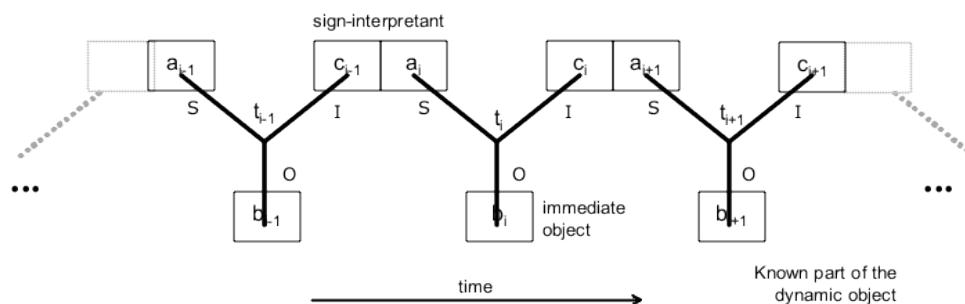 sign-interpretant
a_{i-1} c_{i-1} a_i c_i a_{i+1} c_{i+1}
S t_{i-1} I S t_i I S t_{i+1} I
O O O
... ...
b_{i-1} b_i immediate b_{i+1}
object
time Known part of the
dynamic object